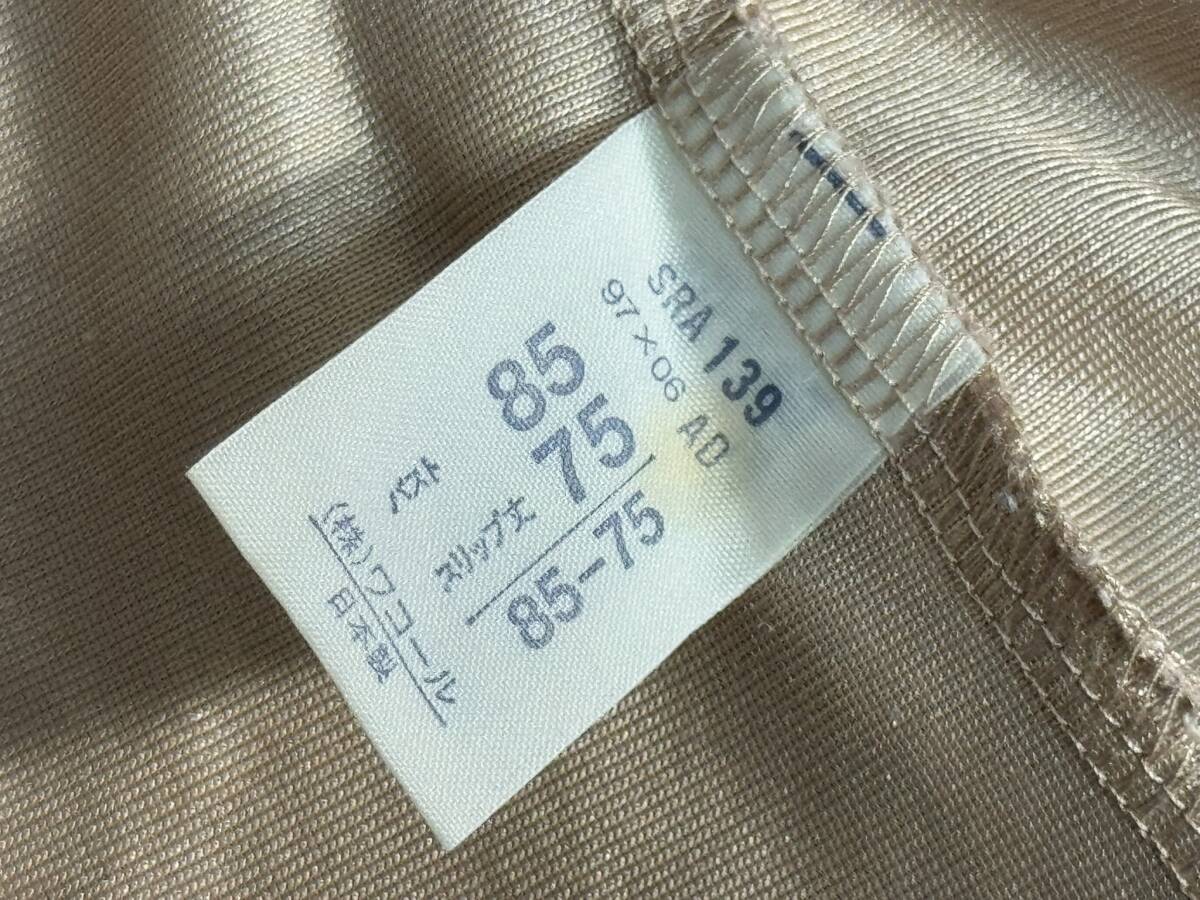 SRA 139
97×06 AD
バスト 85
スリップ丈 75
85-75
(株)ワコール
日本製